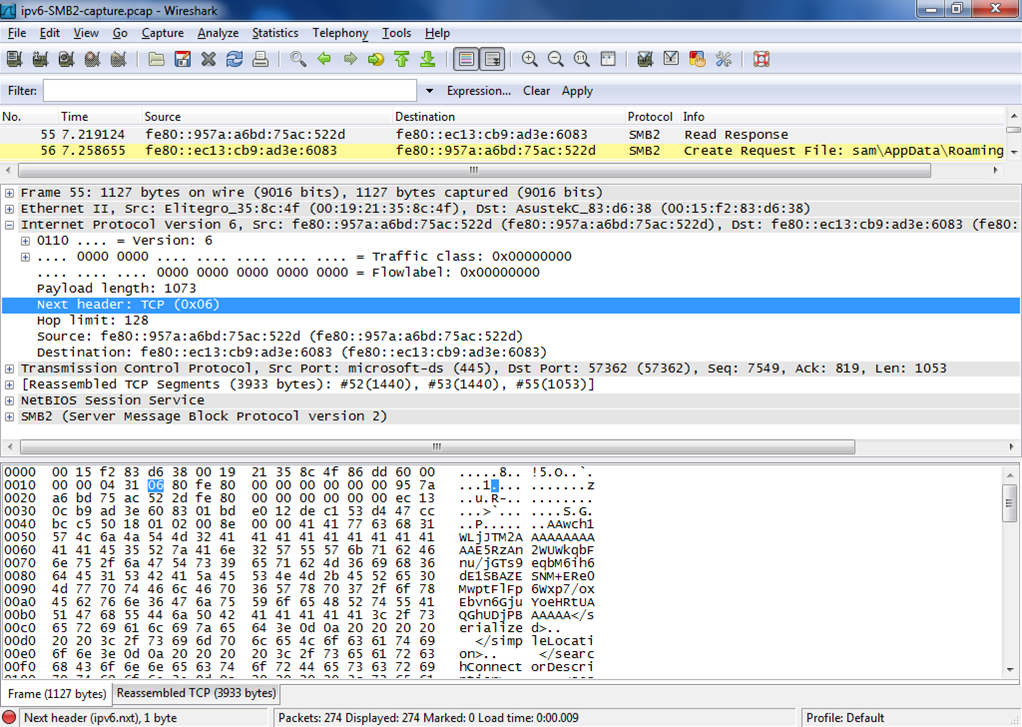 ipv6-SMB2-capture.pcap - Wireshark
File Edit View Go Capture Analyze Statistics Telephony Tools Help
Filter: Expression... Clear Apply
No. Time Source Destination Protocol Info
55 7.219124 fe80::957a:a6bd:75ac:522d fe80::ec13:cb9:ad3e:6083 SMB2 Read Response
56 7.258655 fe80::ec13:cb9:ad3e:6083 fe80::957a:a6bd:75ac:522d SMB2 Create Request File: sam\AppData\Roaming
Frame 55: 1127 bytes on wire (9016 bits), 1127 bytes captured (9016 bits)
Ethernet II, Src: Elitegro_35:8c:4f (00:19:21:35:8c:4f), Dst: AsustekC_83:d6:38 (00:15:f2:83:d6:38)
Internet Protocol Version 6, Src: fe80::957a:a6bd:75ac:522d (fe80::957a:a6bd:75ac:522d), Dst: fe80::ec13:cb9:ad3e:6083 (fe80:
0110 .... = Version: 6
.... 0000 0000 .... .... .... .... .... = Traffic class: 0x00000000
.... .... .... 0000 0000 0000 0000 0000 = Flowlabel: 0x00000000
Payload length: 1073
Next header: TCP (0x06)
Hop limit: 128
Source: fe80::957a:a6bd:75ac:522d (fe80::957a:a6bd:75ac:522d)
Destination: fe80::ec13:cb9:ad3e:6083 (fe80::ec13:cb9:ad3e:6083)
Transmission Control Protocol, Src Port: microsoft-ds (445), Dst Port: 57362 (57362), Seq: 7549, Ack: 819, Len: 1053
[Reassembled TCP Segments (3933 bytes): #52(1440), #53(1440), #55(1053)]
NetBIOS Session Service
SMB2 (Server Message Block Protocol version 2)
0000 00 15 f2 83 d6 38 00 19 21 35 8c 4f 86 dd 60 00 .....8.. !5.O..`.
0010 00 00 04 31 06 80 fe 80 00 00 00 00 00 00 95 7a ...1.... .......z
0020 a6 bd 75 ac 52 2d fe 80 00 00 00 00 00 00 ec 13 ..u.R-.. ........
0030 0c b9 ad 3e 60 83 01 bd e0 12 de c1 53 d4 47 cc ...>`... ....S.G.
0040 bc c5 50 18 01 02 00 8e 00 00 41 41 77 63 68 31 ..P..... ..AAwch1
0050 57 4c 6a 4a 54 4d 32 41 41 41 41 41 41 41 41 41 WLjJTM2A AAAAAAAA
0060 41 41 45 35 52 7a 41 6e 32 57 55 57 6b 71 62 46 AAE5RzAn 2WUWkqbF
0070 6e 75 2f 6a 47 54 73 39 65 71 62 4d 36 69 68 36 nu/jGTs9 eqbM6ih6
0080 64 45 31 53 42 41 5a 45 53 4e 4d 2b 45 52 65 30 dE1SBAZE SNM+ERe0
0090 4d 77 70 74 46 6c 46 70 36 57 78 70 37 2f 6f 78 MwptFlFp 6Wxp7/ox
00a0 45 62 76 6e 36 47 6a 75 59 6f 65 48 52 74 55 41 Ebvn6Gju YoeHRtUA
00b0 51 47 68 55 44 6a 50 42 41 41 41 41 41 3c 2f 73 QGhUDjPB AAAAA</s
00c0 65 72 69 61 6c 69 7a 65 64 3e 0d 0a 20 20 20 20 erialize d>..
00d0 20 20 3c 2f 73 69 6d 70 6c 65 4c 6f 63 61 74 69 </simp leLocati
00e0 6f 6e 3e 0d 0a 20 20 20 20 3c 2f 73 65 61 72 63 on>.. </searc
00f0 68 43 6f 6e 6e 65 63 74 6f 72 44 65 73 63 72 69 hConnect orDescri
Frame (1127 bytes) Reassembled TCP (3933 bytes)
Next header (ipv6.nxt), 1 byte Packets: 274 Displayed: 274 Marked: 0 Load time: 0:00.009 Profile: Default